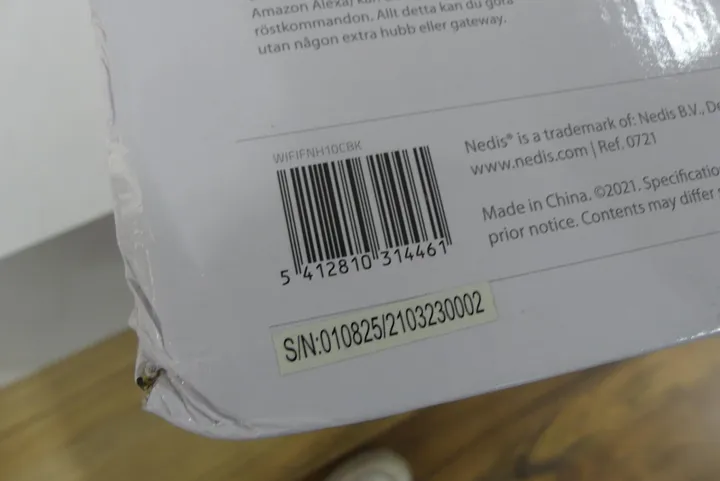 Amazon Alexa) kan
röstkommandon. Allt detta kan du göra
utan någon extra hubb eller gateway.
WIFIFNH10CBK
5 412810 314461
Nedis® is a trademark of: Nedis B.V., De
www.nedis.com | Ref. 0721
Made in China. ©2021. Specificatio
prior notice. Contents may differ
S/N:010825/2103230002